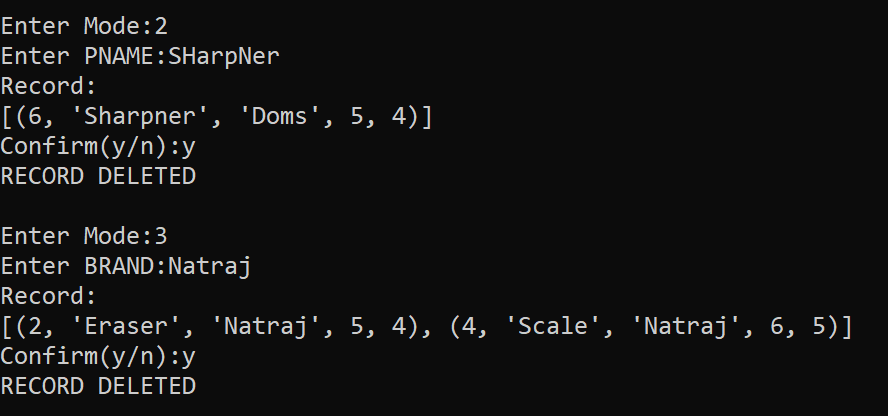 Enter Mode:2
Enter PNAME:SHarpNer
Record:
[(6, 'Sharpner', 'Doms', 5, 4)]
Confirm(y/n):y
RECORD DELETED
Enter Mode:3
Enter BRAND:Natraj
Record:
[(2, 'Eraser', 'Natraj', 5, 4), (4, 'Scale', 'Natraj', 6, 5)]
Confirm(y/n):y
RECORD DELETED